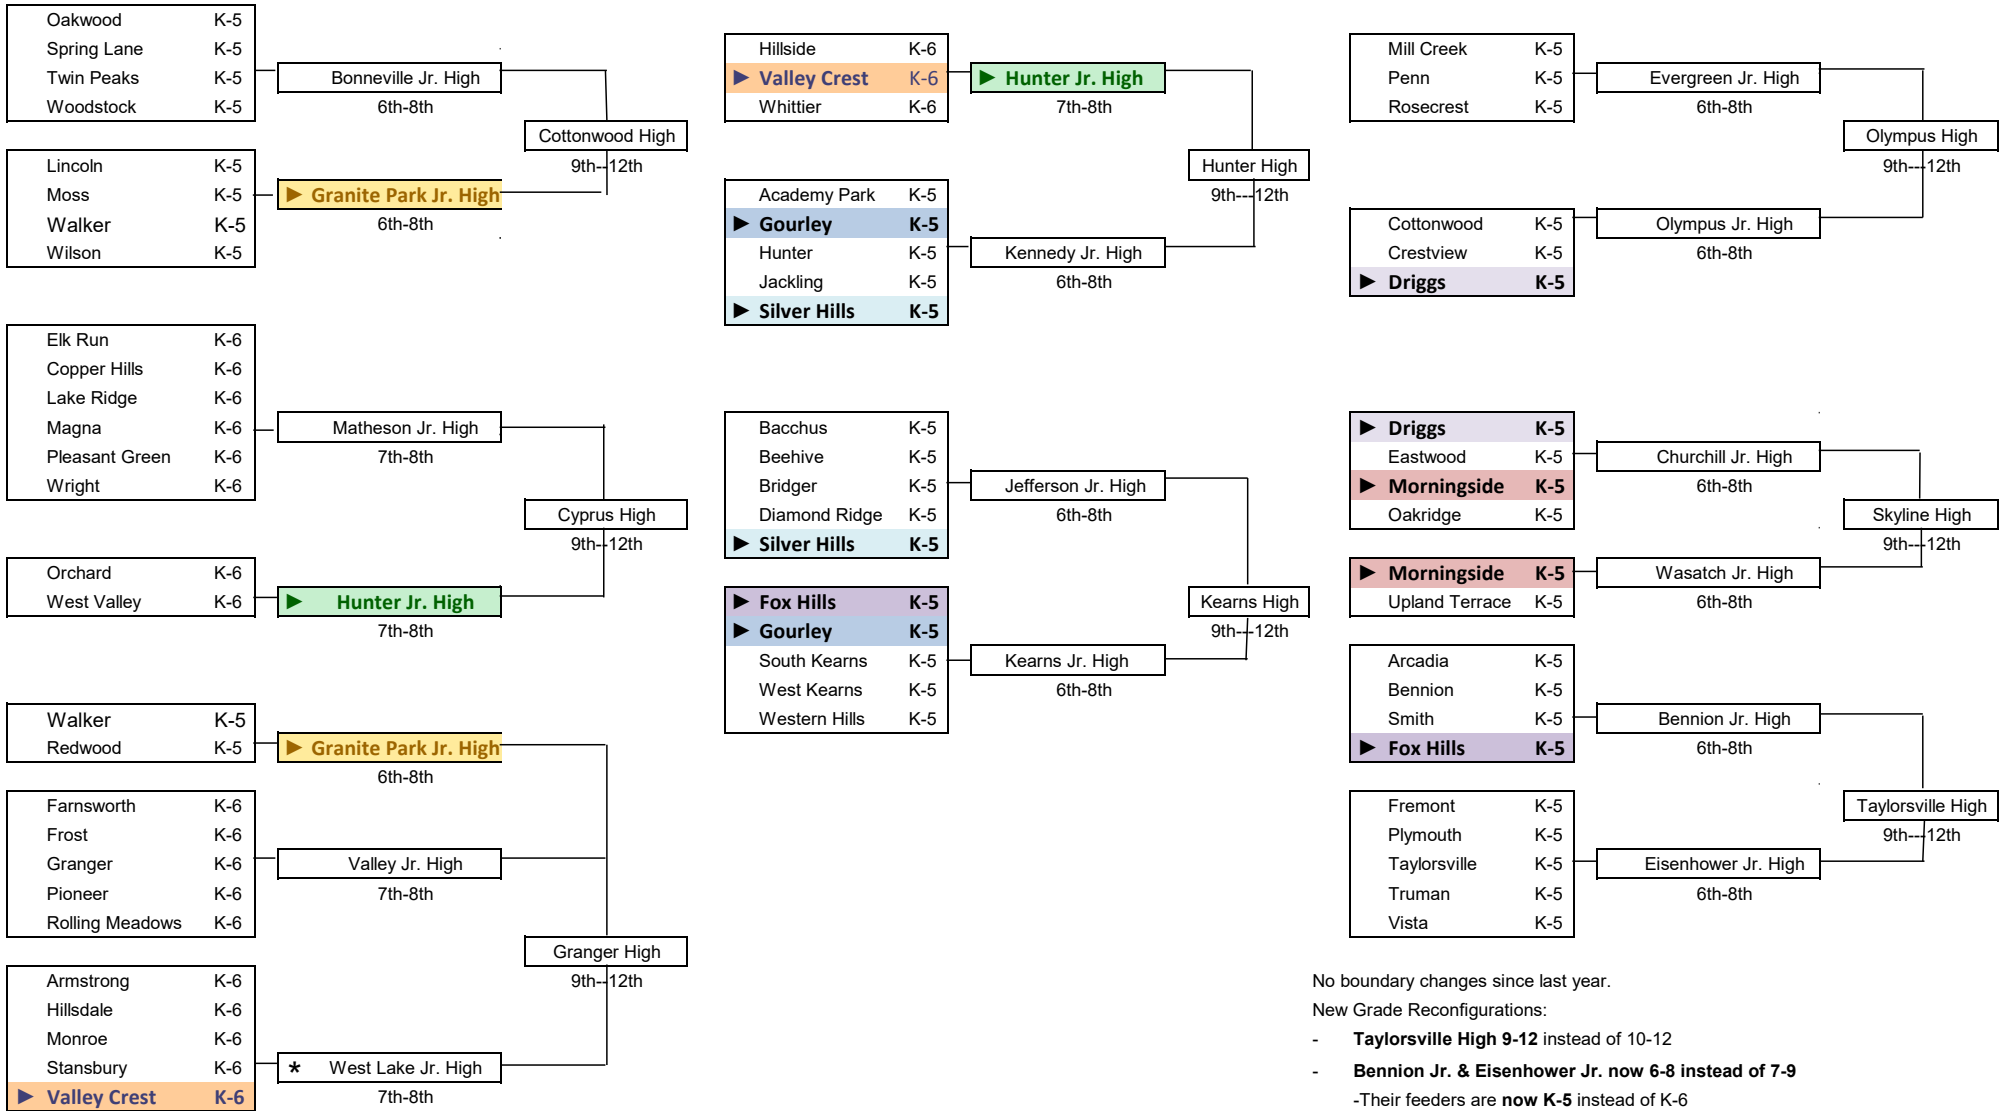 Oakwood K-5
Spring Lane K-5
Twin Peaks K-5
Woodstock K-5
Bonneville Jr. High
6th-8th
Cottonwood High
9th--12th
Lincoln K-5
Moss K-5
Walker K-5
Wilson K-5
► Granite Park Jr. High
6th-8th
Elk Run K-6
Copper Hills K-6
Lake Ridge K-6
Magna K-6
Pleasant Green K-6
Wright K-6
Matheson Jr. High
7th-8th
Cyprus High
9th--12th
Orchard K-6
West Valley K-6
► Hunter Jr. High
7th-8th
Walker K-5
Redwood K-5
► Granite Park Jr. High
6th-8th
Farnsworth K-6
Frost K-6
Granger K-6
Pioneer K-6
Rolling Meadows K-6
Valley Jr. High
7th-8th
Granger High
9th--12th
Armstrong K-6
Hillsdale K-6
Monroe K-6
Stansbury K-6
► Valley Crest K-6
* West Lake Jr. High
7th-8th
Hillside K-6
► Valley Crest K-6
Whittier K-6
► Hunter Jr. High
7th-8th
Hunter High
9th---12th
Academy Park K-5
► Gourley K-5
Hunter K-5
Jackling K-5
► Silver Hills K-5
Kennedy Jr. High
6th-8th
Bacchus K-5
Beehive K-5
Bridger K-5
Diamond Ridge K-5
► Silver Hills K-5
Jefferson Jr. High
6th-8th
Kearns High
9th---12th
► Fox Hills K-5
► Gourley K-5
South Kearns K-5
West Kearns K-5
Western Hills K-5
Kearns Jr. High
6th-8th
Mill Creek K-5
Penn K-5
Rosecrest K-5
Evergreen Jr. High
6th-8th
Olympus High
9th---12th
Cottonwood K-5
Crestview K-5
► Driggs K-5
Olympus Jr. High
6th-8th
► Driggs K-5
Eastwood K-5
► Morningside K-5
Oakridge K-5
Churchill Jr. High
6th-8th
Skyline High
9th---12th
► Morningside K-5
Upland Terrace K-5
Wasatch Jr. High
6th-8th
Arcadia K-5
Bennion K-5
Smith K-5
► Fox Hills K-5
Bennion Jr. High
6th-8th
Taylorsville High
9th---12th
Fremont K-5
Plymouth K-5
Taylorsville K-5
Truman K-5
Vista K-5
Eisenhower Jr. High
6th-8th
No boundary changes since last year.
New Grade Reconfigurations:
- Taylorsville High 9-12 instead of 10-12
- Bennion Jr. & Eisenhower Jr. now 6-8 instead of 7-9
-Their feeders are now K-5 instead of K-6